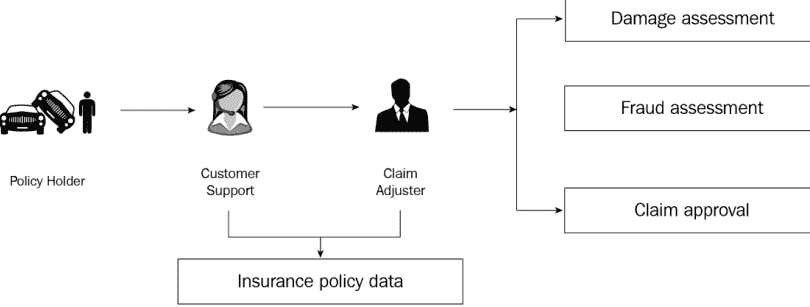 Damage assessment
Fraud assessment
Policy Holder
Customer
Support
Claim
Adjuster
Claim approval
Insurance policy data